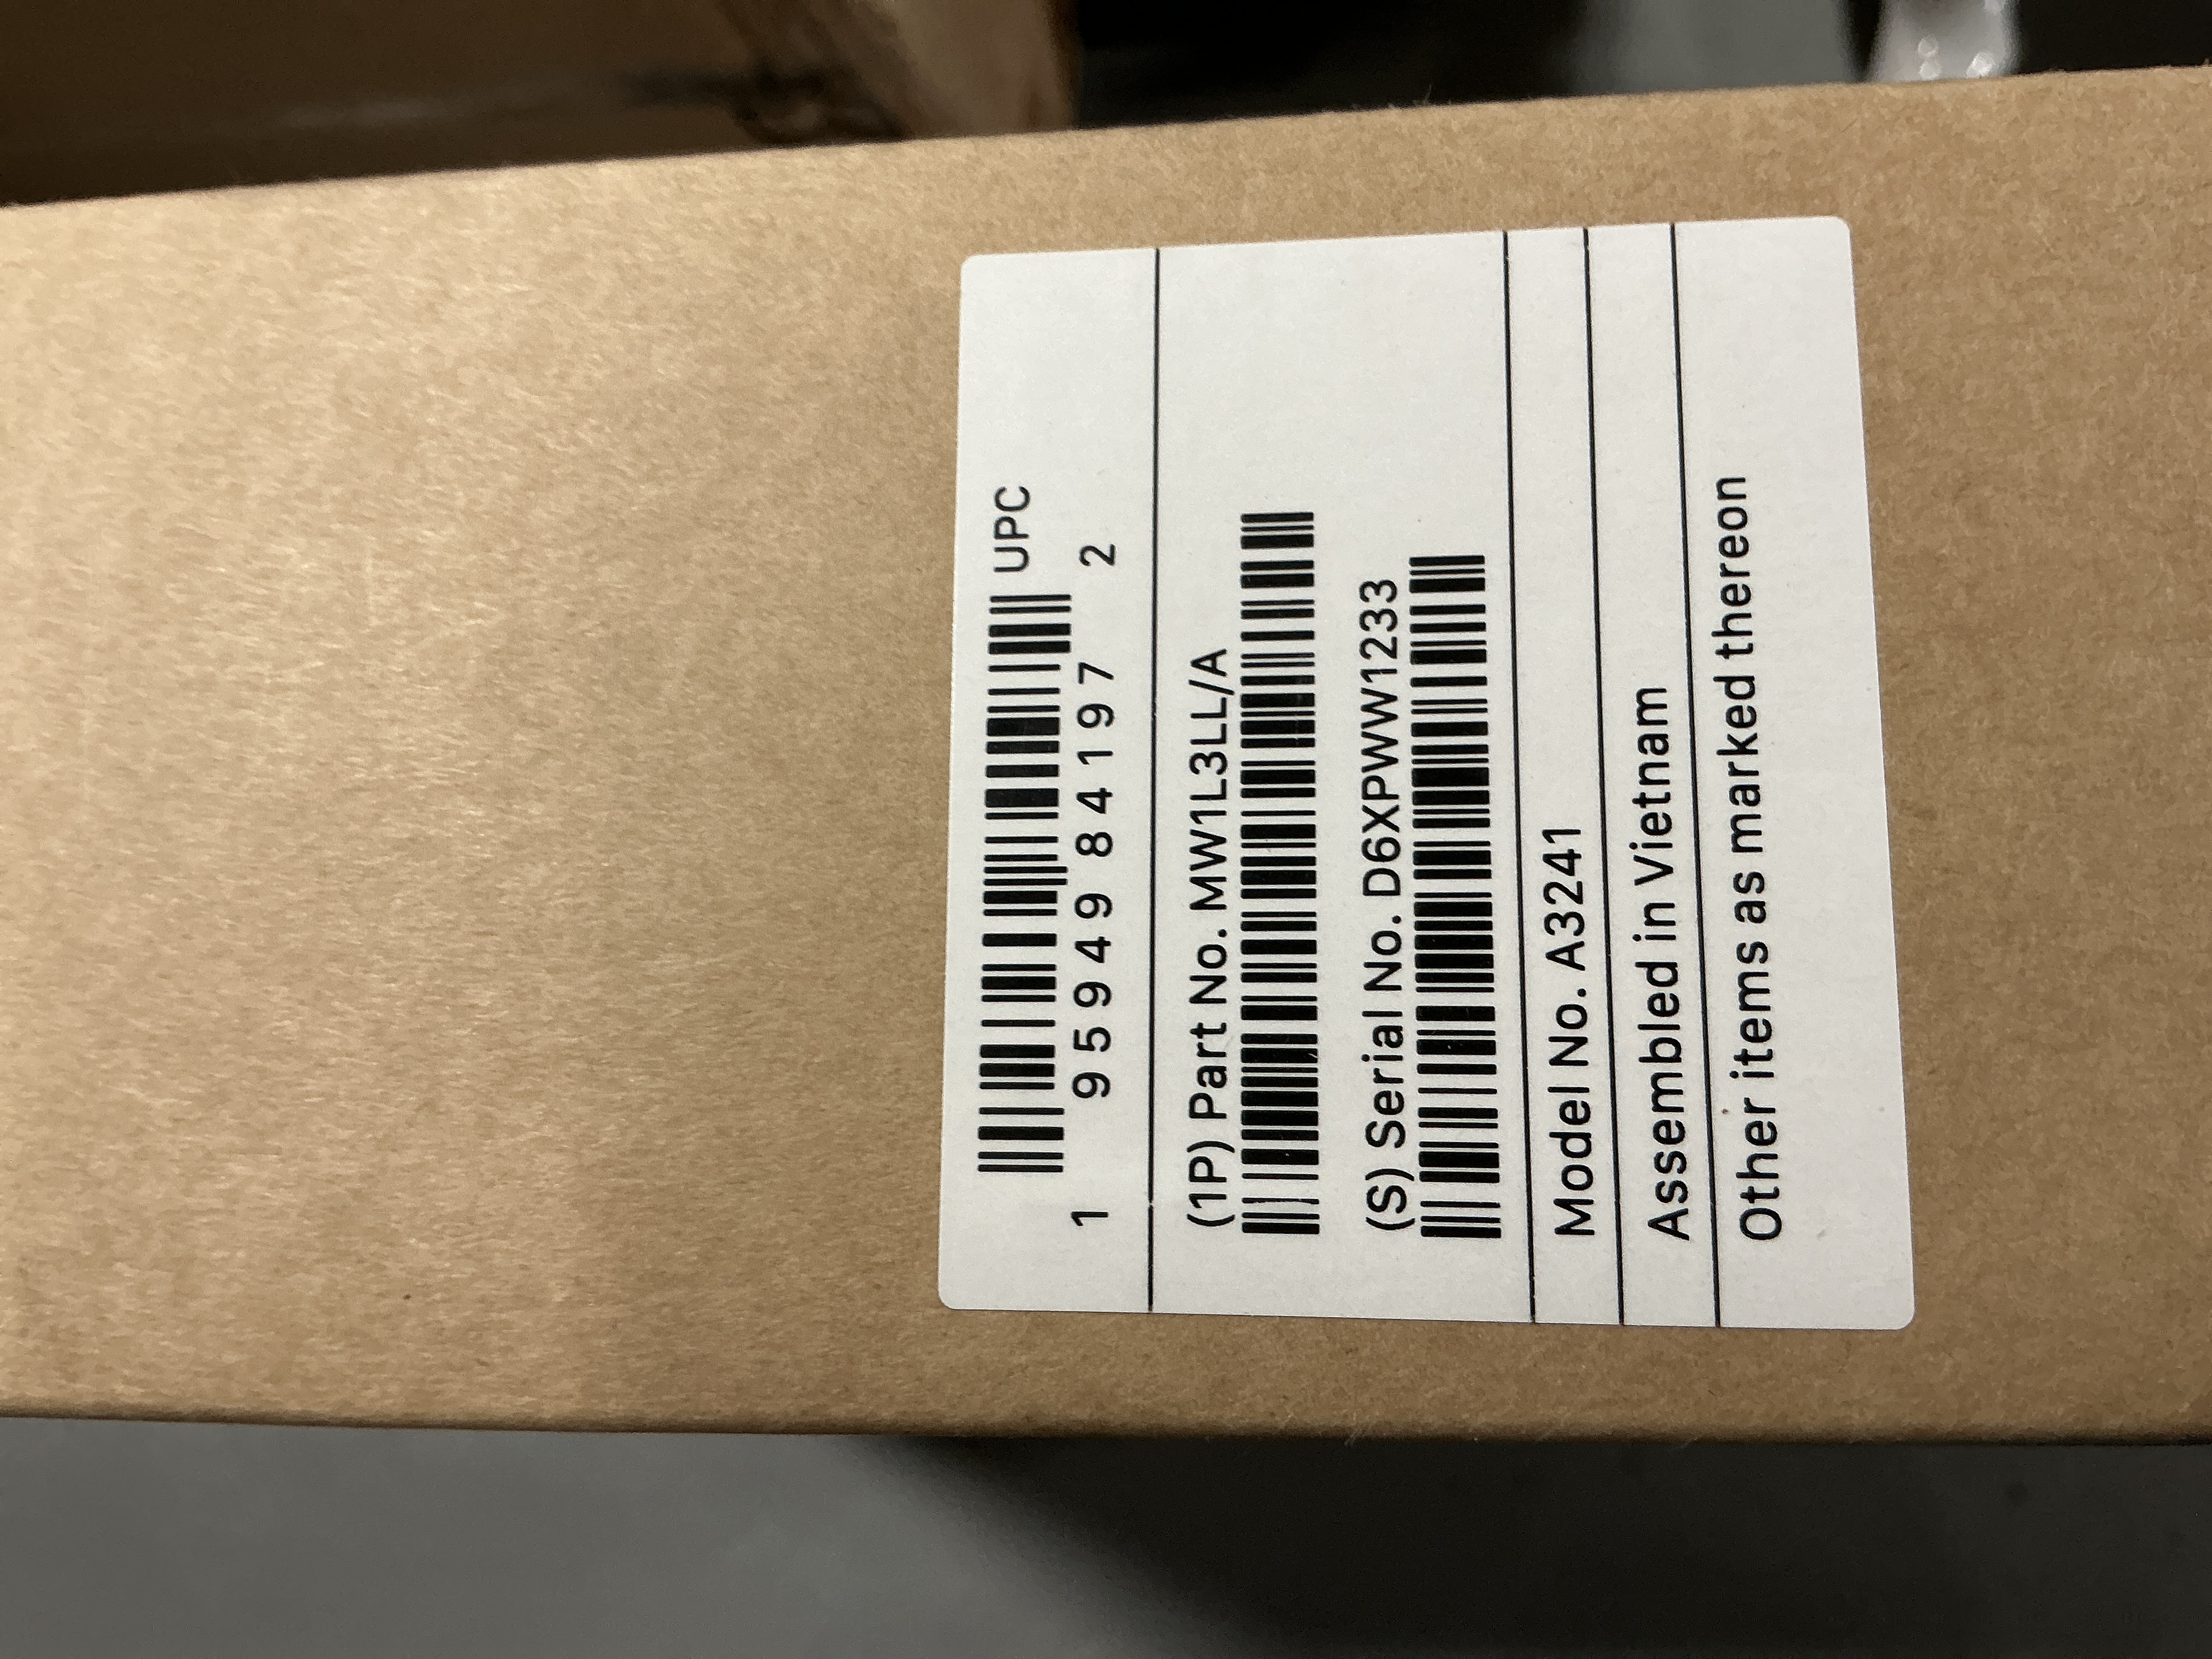 UPC
1 95949 84197 2
(1P) Part No. MW1L3LL/A
(S) Serial No. D6XPWW1233
Model No. A3241
Assembled in Vietnam
Other items as marked thereon